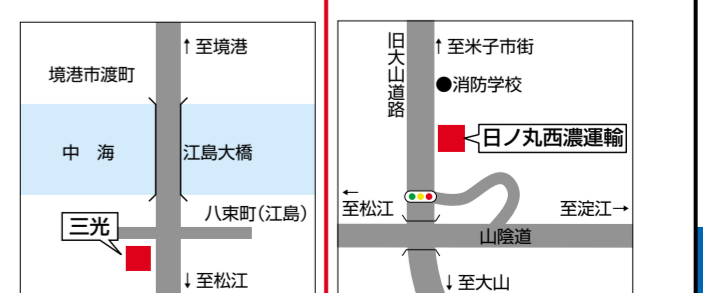 ↑至境港
境港市渡町
中　海
江島大橋
八束町(江島)
三光
↓至松江
旧大山道路
↑至米子市街
●消防学校
日ノ丸西濃運輸
←
至松江
至淀江→
山陰道
↓至大山